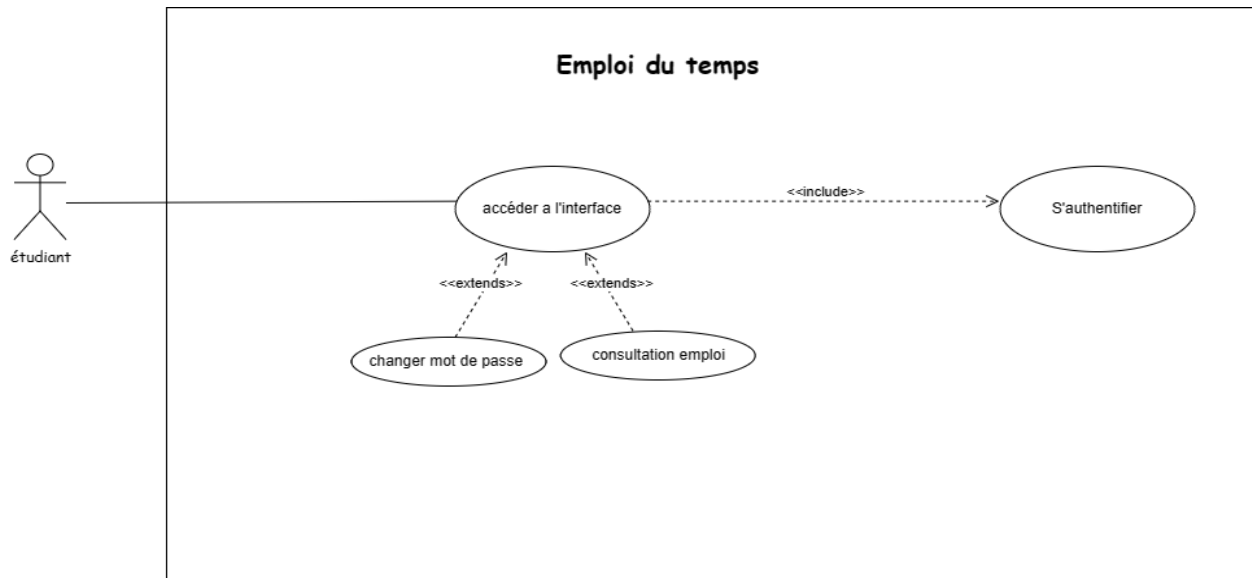 Emploi du temps
étudiant
accéder a l'interface
<<include>>
S'authentifier
<<extends>>
<<extends>>
changer mot de passe
consultation emploi